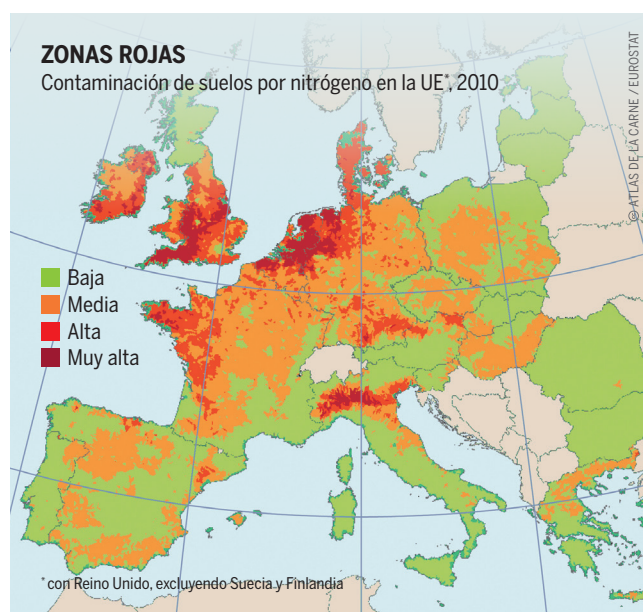 ZONAS ROJAS
Contaminación de suelos por nitrógeno en la UE*, 2010
© ATLAS DE LA CARNE / EUROSTAT
Baja
Media
Alta
Muy alta
* con Reino Unido, excluyendo Suecia y Finlandia